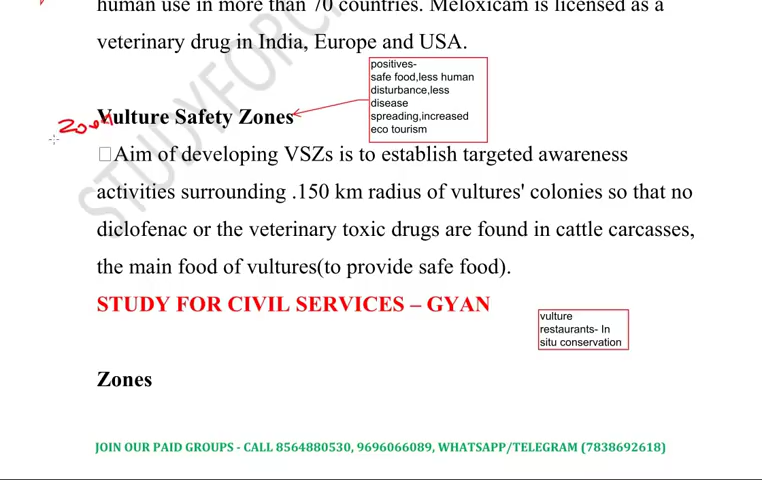 human use in more than 70 countries. Meloxicam is licensed as a
veterinary drug in India, Europe and USA.
positives-
safe food,less human
disturbance,less
disease
spreading,increased
eco tourism
Vulture Safety Zones
Aim of developing VSZs is to establish targeted awareness
activities surrounding .150 km radius of vultures' colonies so that no
diclofenac or the veterinary toxic drugs are found in cattle carcasses,
the main food of vultures(to provide safe food).
STUDY FOR CIVIL SERVICES – GYAN
vulture
restaurants- In
situ conservation
Zones
JOIN OUR PAID GROUPS - CALL 8564880530, 9696066089, WHATSAPP/TELEGRAM (7838692618)